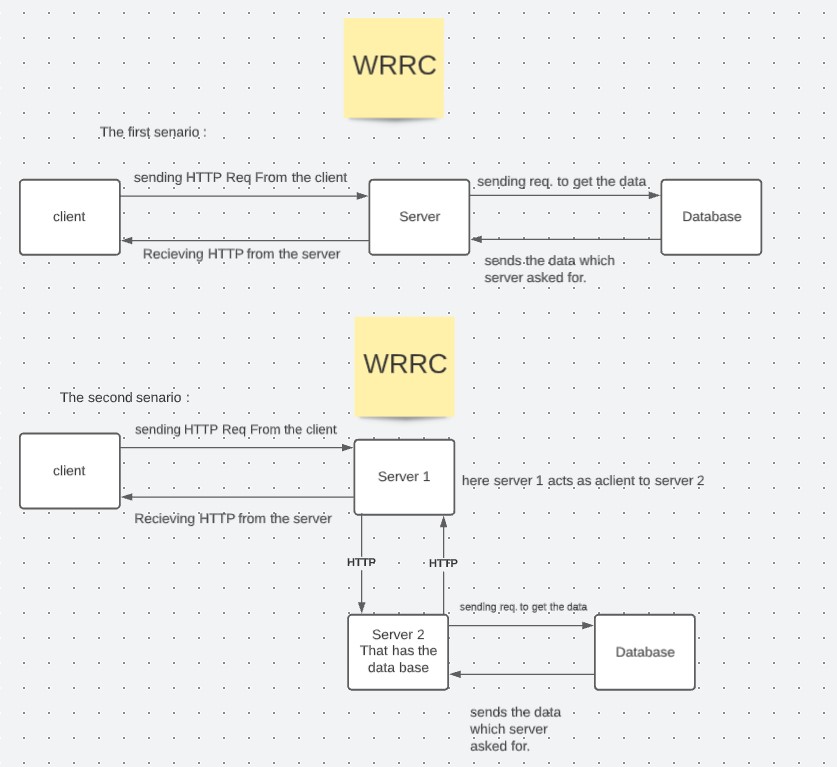 WRRC
The first senario :
sending HTTP Req From the client
sending req. to get the data
client
Server
Database
Recieving HTTP from the server
sends the data which
server asked for.
WRRC
The second senario :
sending HTTP Req From the client
client
Server 1
here server 1 acts as aclient to server 2
Recieving HTTP from the server
HTTP
HTTP
sending req. to get the data
Server 2
That has the
data base
Database
sends the data
which server
asked for.